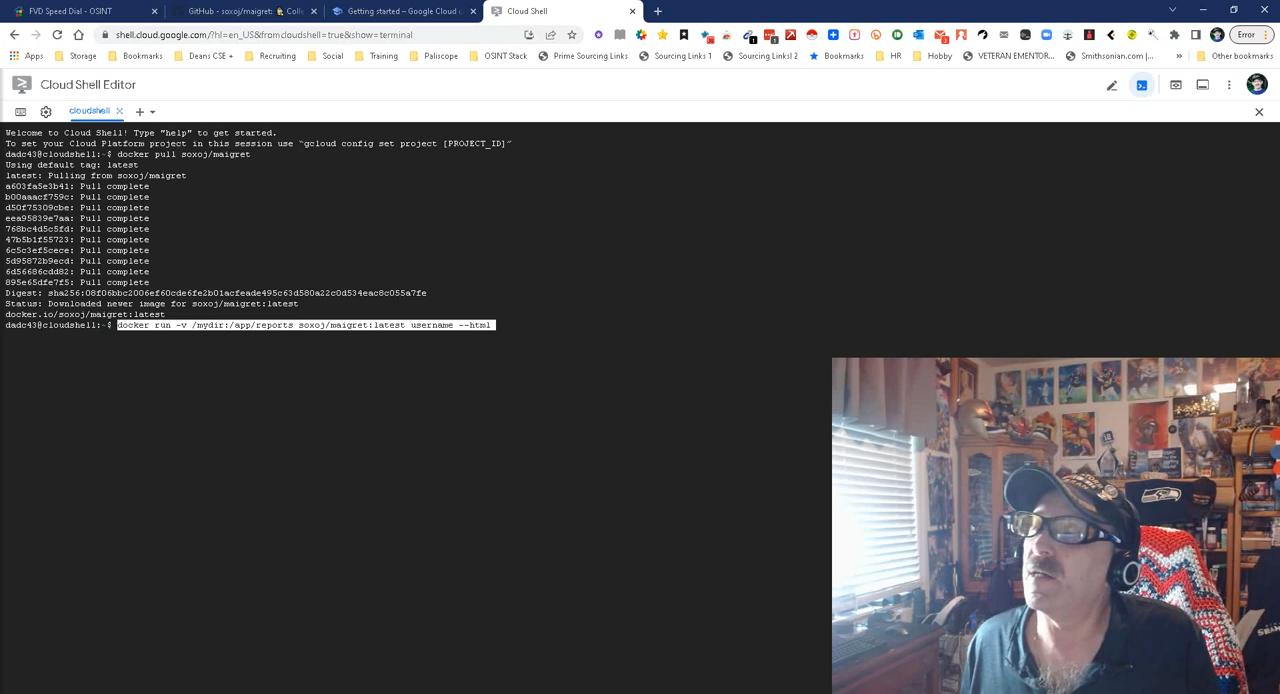 FVD Speed Dial - OSINT
GitHub - soxoj/maigret: Colle
Getting started – Google Cloud c
Cloud Shell
shell.cloud.google.com/?hl=en_US&fromcloudshell=true&show=terminal
Error
Apps
Storage
Bookmarks
Deans CSE +
Recruiting
Social
Training
Paliscope
OSINT Stack
Prime Sourcing Links
Sourcing Links 1
Sourcing Linksl 2
Bookmarks
HR
Hobby
VETERAN EMENTOR...
Smithsonian.com |...
»
Other bookmarks
Cloud Shell Editor
cloudshell
Welcome to Cloud Shell! Type "help" to get started.
To set your Cloud Platform project in this session use "gcloud config set project [PROJECT_ID]"
dadc43@cloudshell:~$ docker pull soxoj/maigret
Using default tag: latest
latest: Pulling from soxoj/maigret
a603fa5e3b41: Pull complete
b00aaacf759c: Pull complete
d50f75309cbe: Pull complete
eea95839e7aa: Pull complete
768bc4d5c5fd: Pull complete
47b5b1f55723: Pull complete
6c5c3ef5cece: Pull complete
5d95872b9ecd: Pull complete
6d56686cdd82: Pull complete
895e65dfe7f5: Pull complete
Digest: sha256:08f06bbc2006ef60cde6fe2b01acfeade495c63d580a22c0d534eac8c055a7fe
Status: Downloaded newer image for soxoj/maigret:latest
docker.io/soxoj/maigret:latest
dadc43@cloudshell:~$ docker run -v /mydir:/app/reports soxoj/maigret:latest username --html